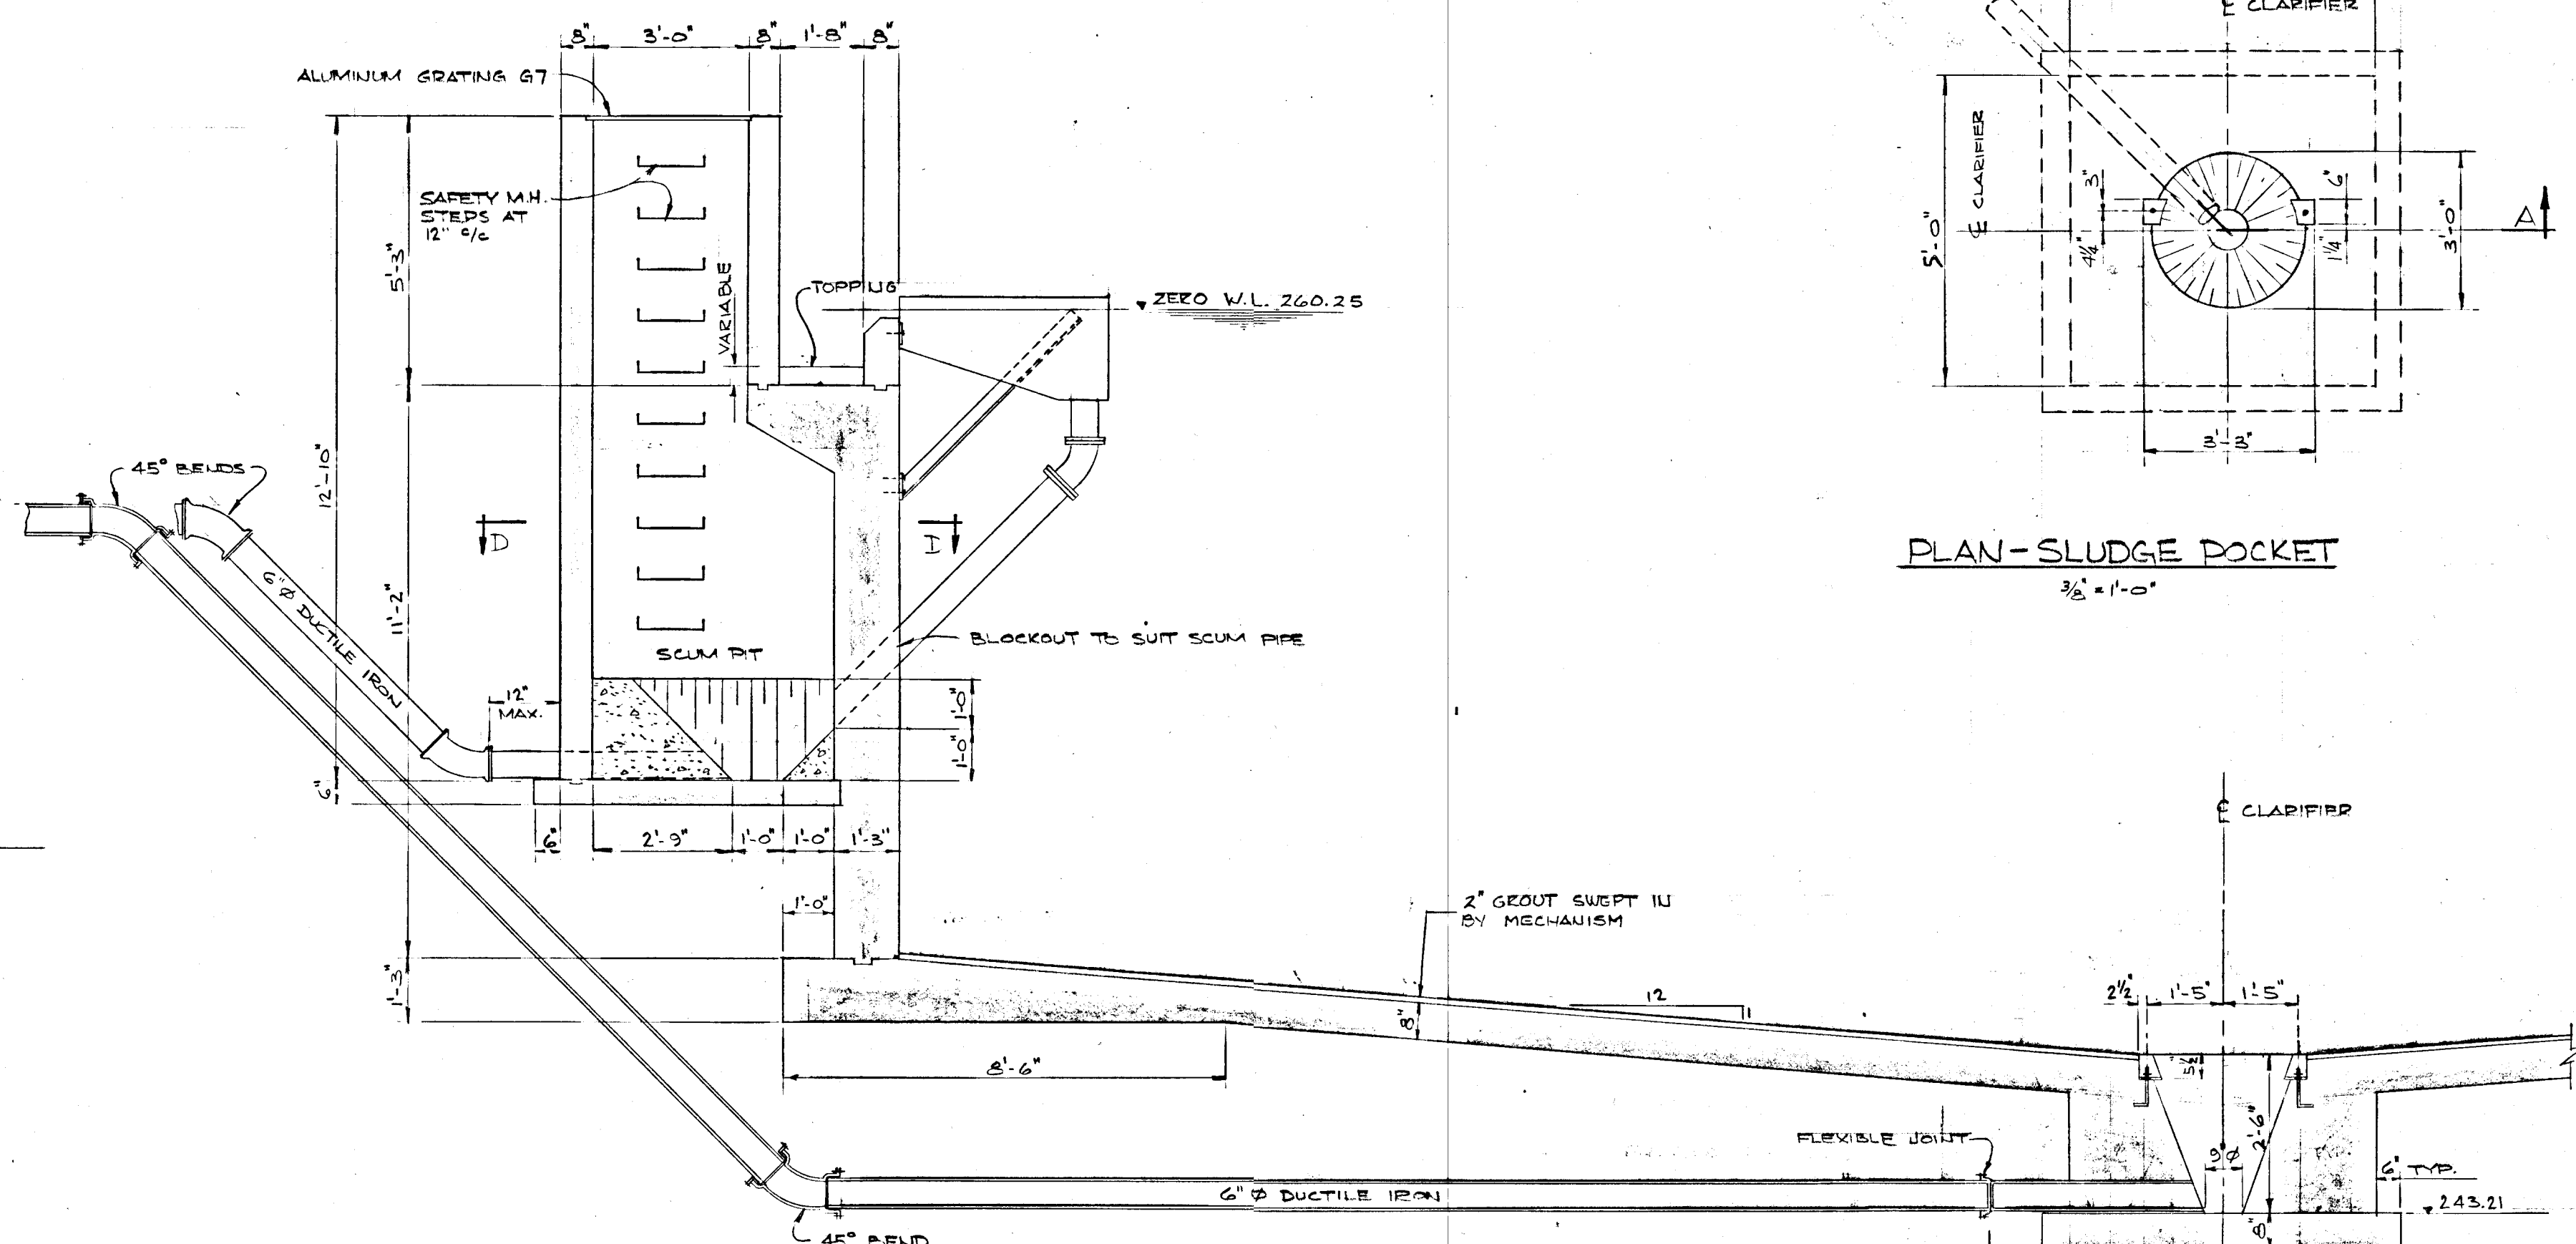 8" 3'-0" 8" 1'-8" 8"
ALUMINUM GRATING G7
SAFETY M.H.
STEPS AT
12" c/c
5'-3"
VARIABLE
TOPPING
ZERO W.L. 260.25
45° BENDS
12'-10"
D D
6" Ø DUCTILE IRON
11'-2"
SCUM PIT
BLOCKOUT TO SUIT SCUM PIPE
12"
MAX.
1'-0"
1'-0"
6"
6" 2'-9" 1'-0" 1'-0" 1'-3"
1'-0"
1'-3"
8'-6"
2" GROUT SWEPT IN
BY MECHANISM
8"
12
1
6" Ø DUCTILE IRON
45° BEND
FLEXIBLE JOINT
℄ CLARIFIER
5'-0"
℄ CLARIFIER
3"
4¼"
6"
1¼"
3'-0"
A
3'-3"
PLAN-SLUDGE POCKET
3/8" = 1'-0"
℄ CLARIFIER
2½" 1'-5" 1'-5"
5½"
2'-6"
9" Ø
6" TYP.
243.21
8"